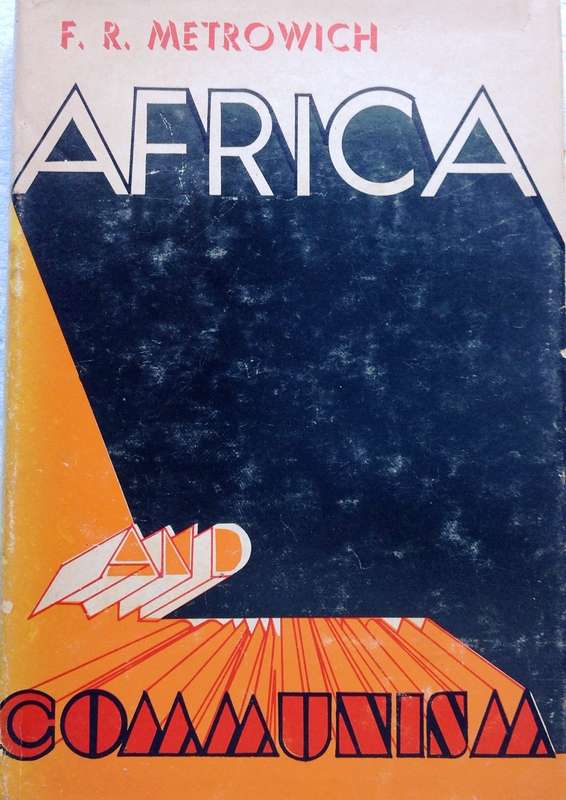 F. R. METROWICH
AFRICA
AND
COMMUNISM